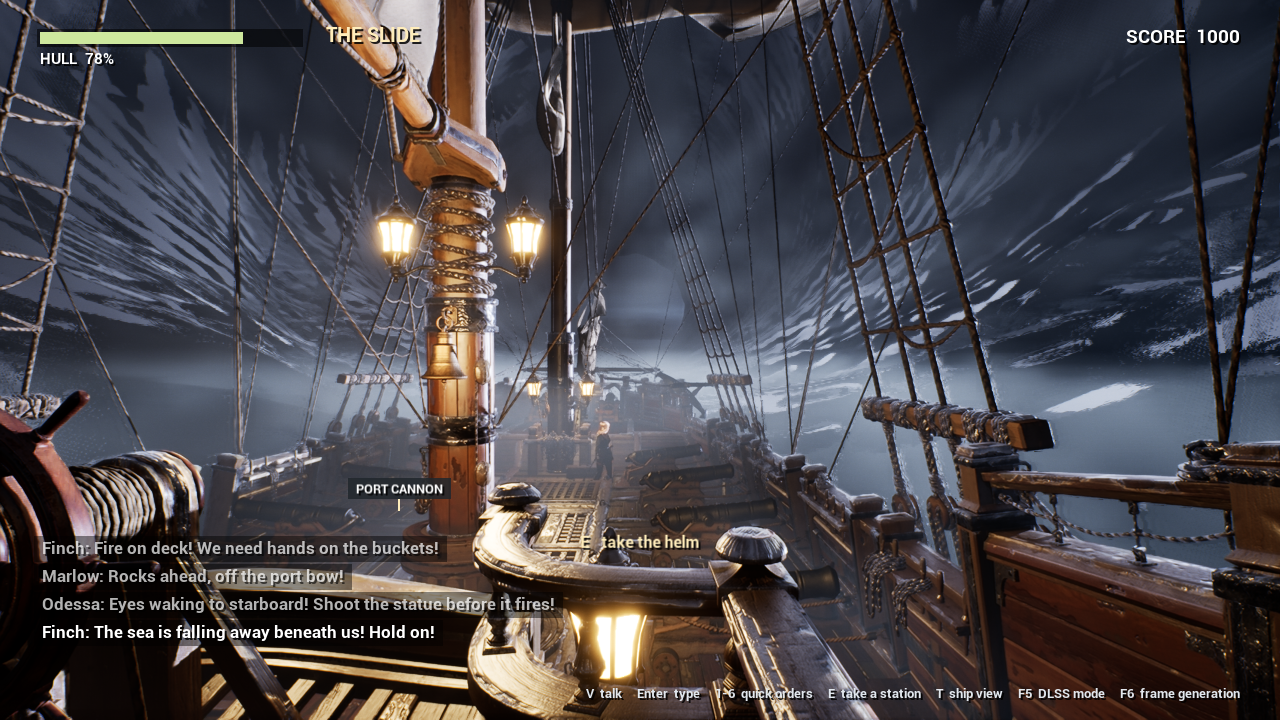 THE SLIDE
SCORE 1000
HULL 78%
PORT CANNON
E take the helm
Finch: Fire on deck! We need hands on the buckets!
Marlow: Rocks ahead, off the port bow!
Odessa: Eyes waking to starboard! Shoot the statue before it fires!
Finch: The sea is falling away beneath us! Hold on!
V talk Enter type 1-6 quick orders E take a station T ship view F5 DLSS mode F6 frame generation